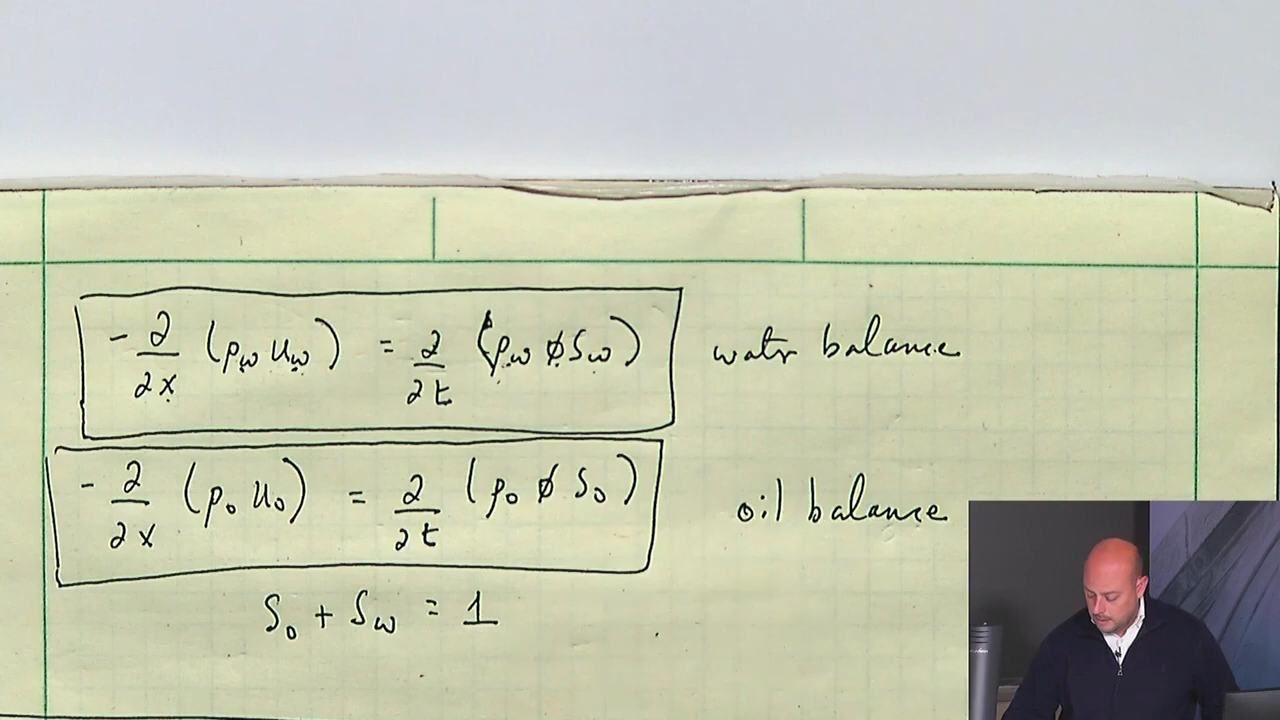 - ∂/∂x (ρw uw) = ∂/∂t (ρw ϕ Sw) water balance
- ∂/∂x (ρo uo) = ∂/∂t (ρo ϕ So) oil balance
So + Sw = 1